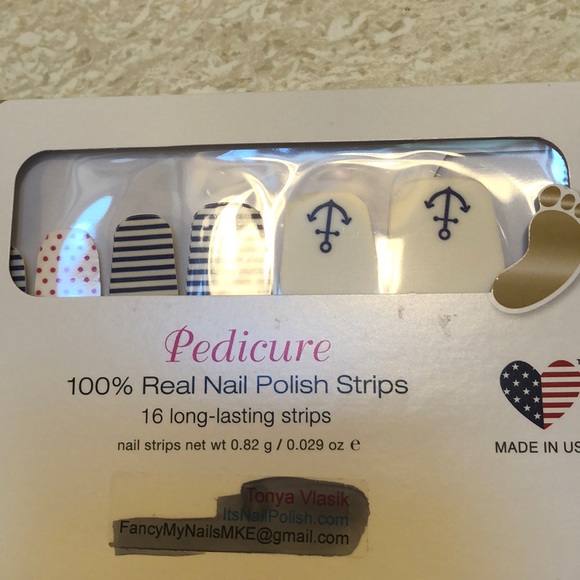 Pedicure
100% Real Nail Polish Strips
16 long-lasting strips
nail strips net wt 0.82 g / 0.029 oz ℮
MADE IN US
Tonya Vlasik
ItsNailPolish.com
FancyMyNailsMKE@gmail.com